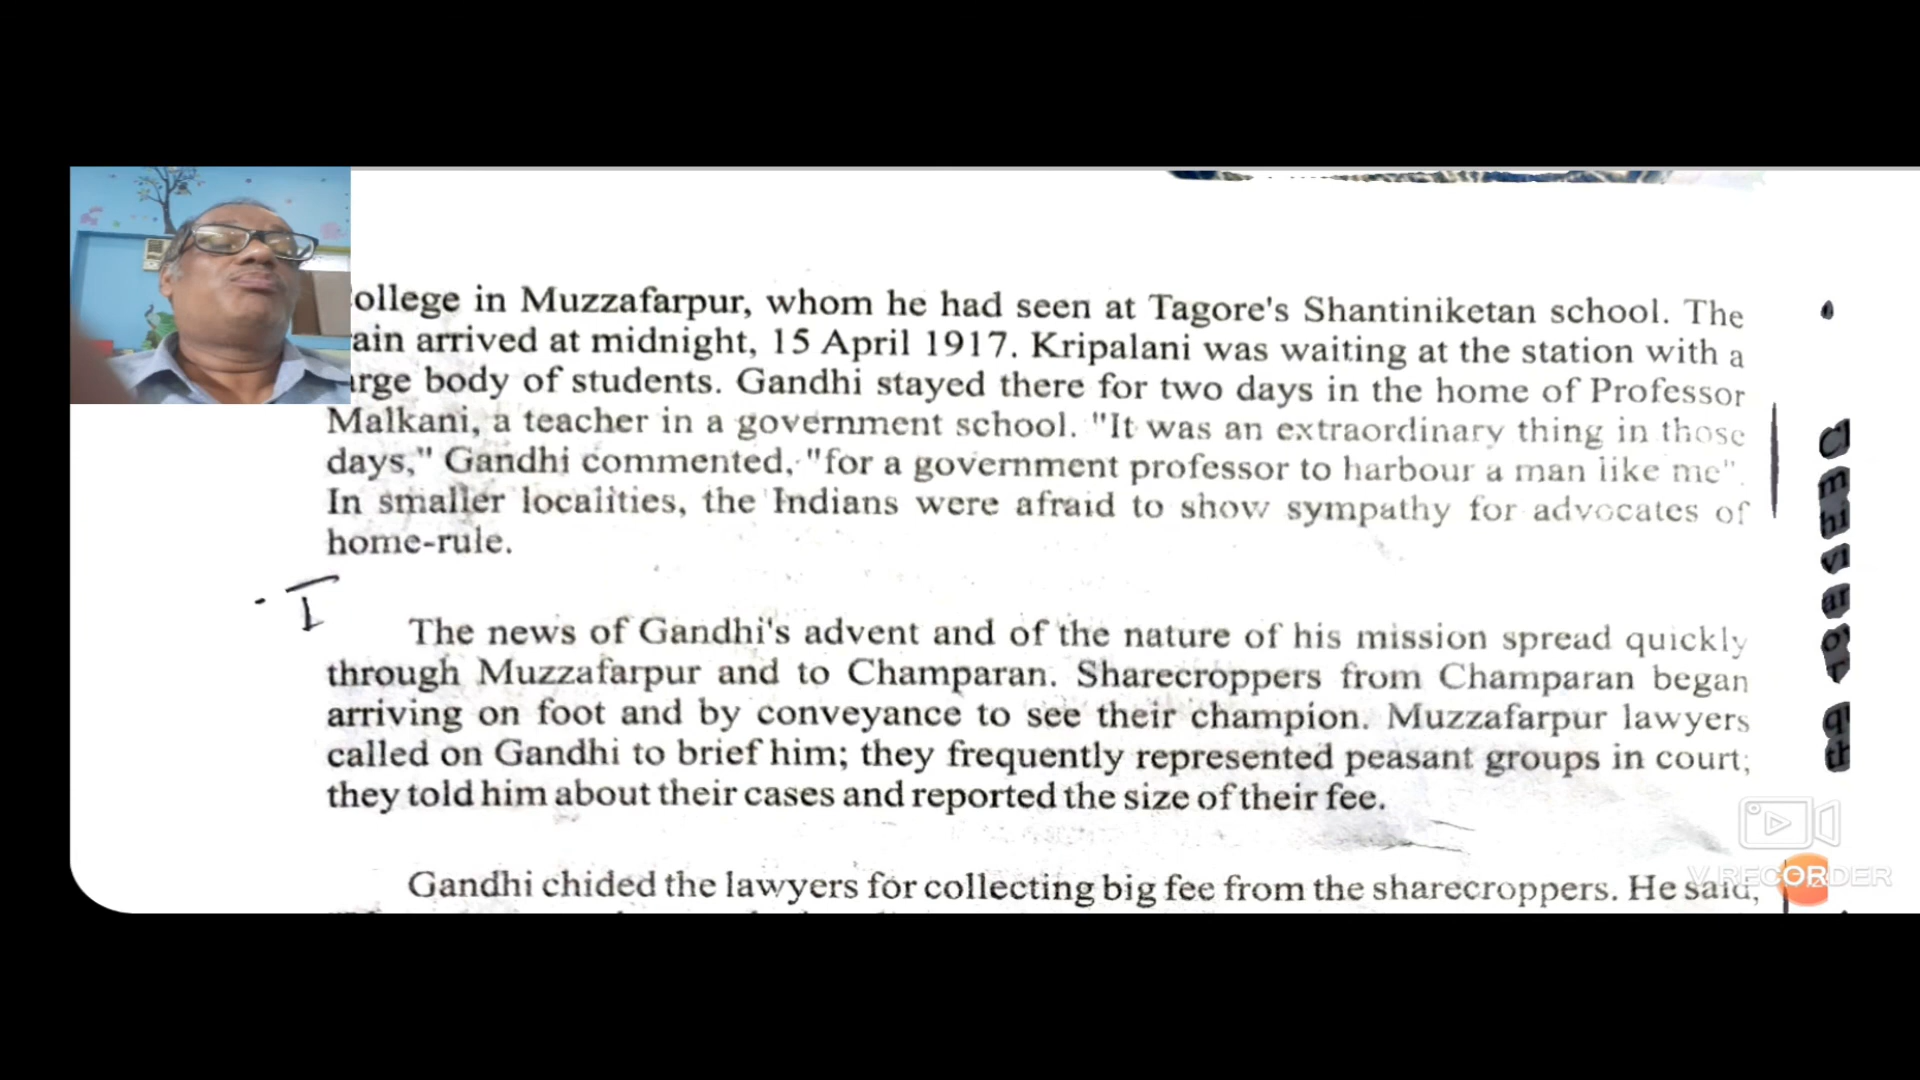 ollege in Muzzafarpur, whom he had seen at Tagore's Shantiniketan school. The
ain arrived at midnight, 15 April 1917. Kripalani was waiting at the station with a
rge body of students. Gandhi stayed there for two days in the home of Professor
Malkani, a teacher in a government school. "It was an extraordinary thing in those
days," Gandhi commented, "for a government professor to harbour a man like me".
In smaller localities, the Indians were afraid to show sympathy for advocates of
home-rule.
I
The news of Gandhi's advent and of the nature of his mission spread quickly
through Muzzafarpur and to Champaran. Sharecroppers from Champaran began
arriving on foot and by conveyance to see their champion. Muzzafarpur lawyers
called on Gandhi to brief him; they frequently represented peasant groups in court;
they told him about their cases and reported the size of their fee.
Gandhi chided the lawyers for collecting big fee from the sharecroppers. He said,
m
hi
vi
ar
th
V RECORDER